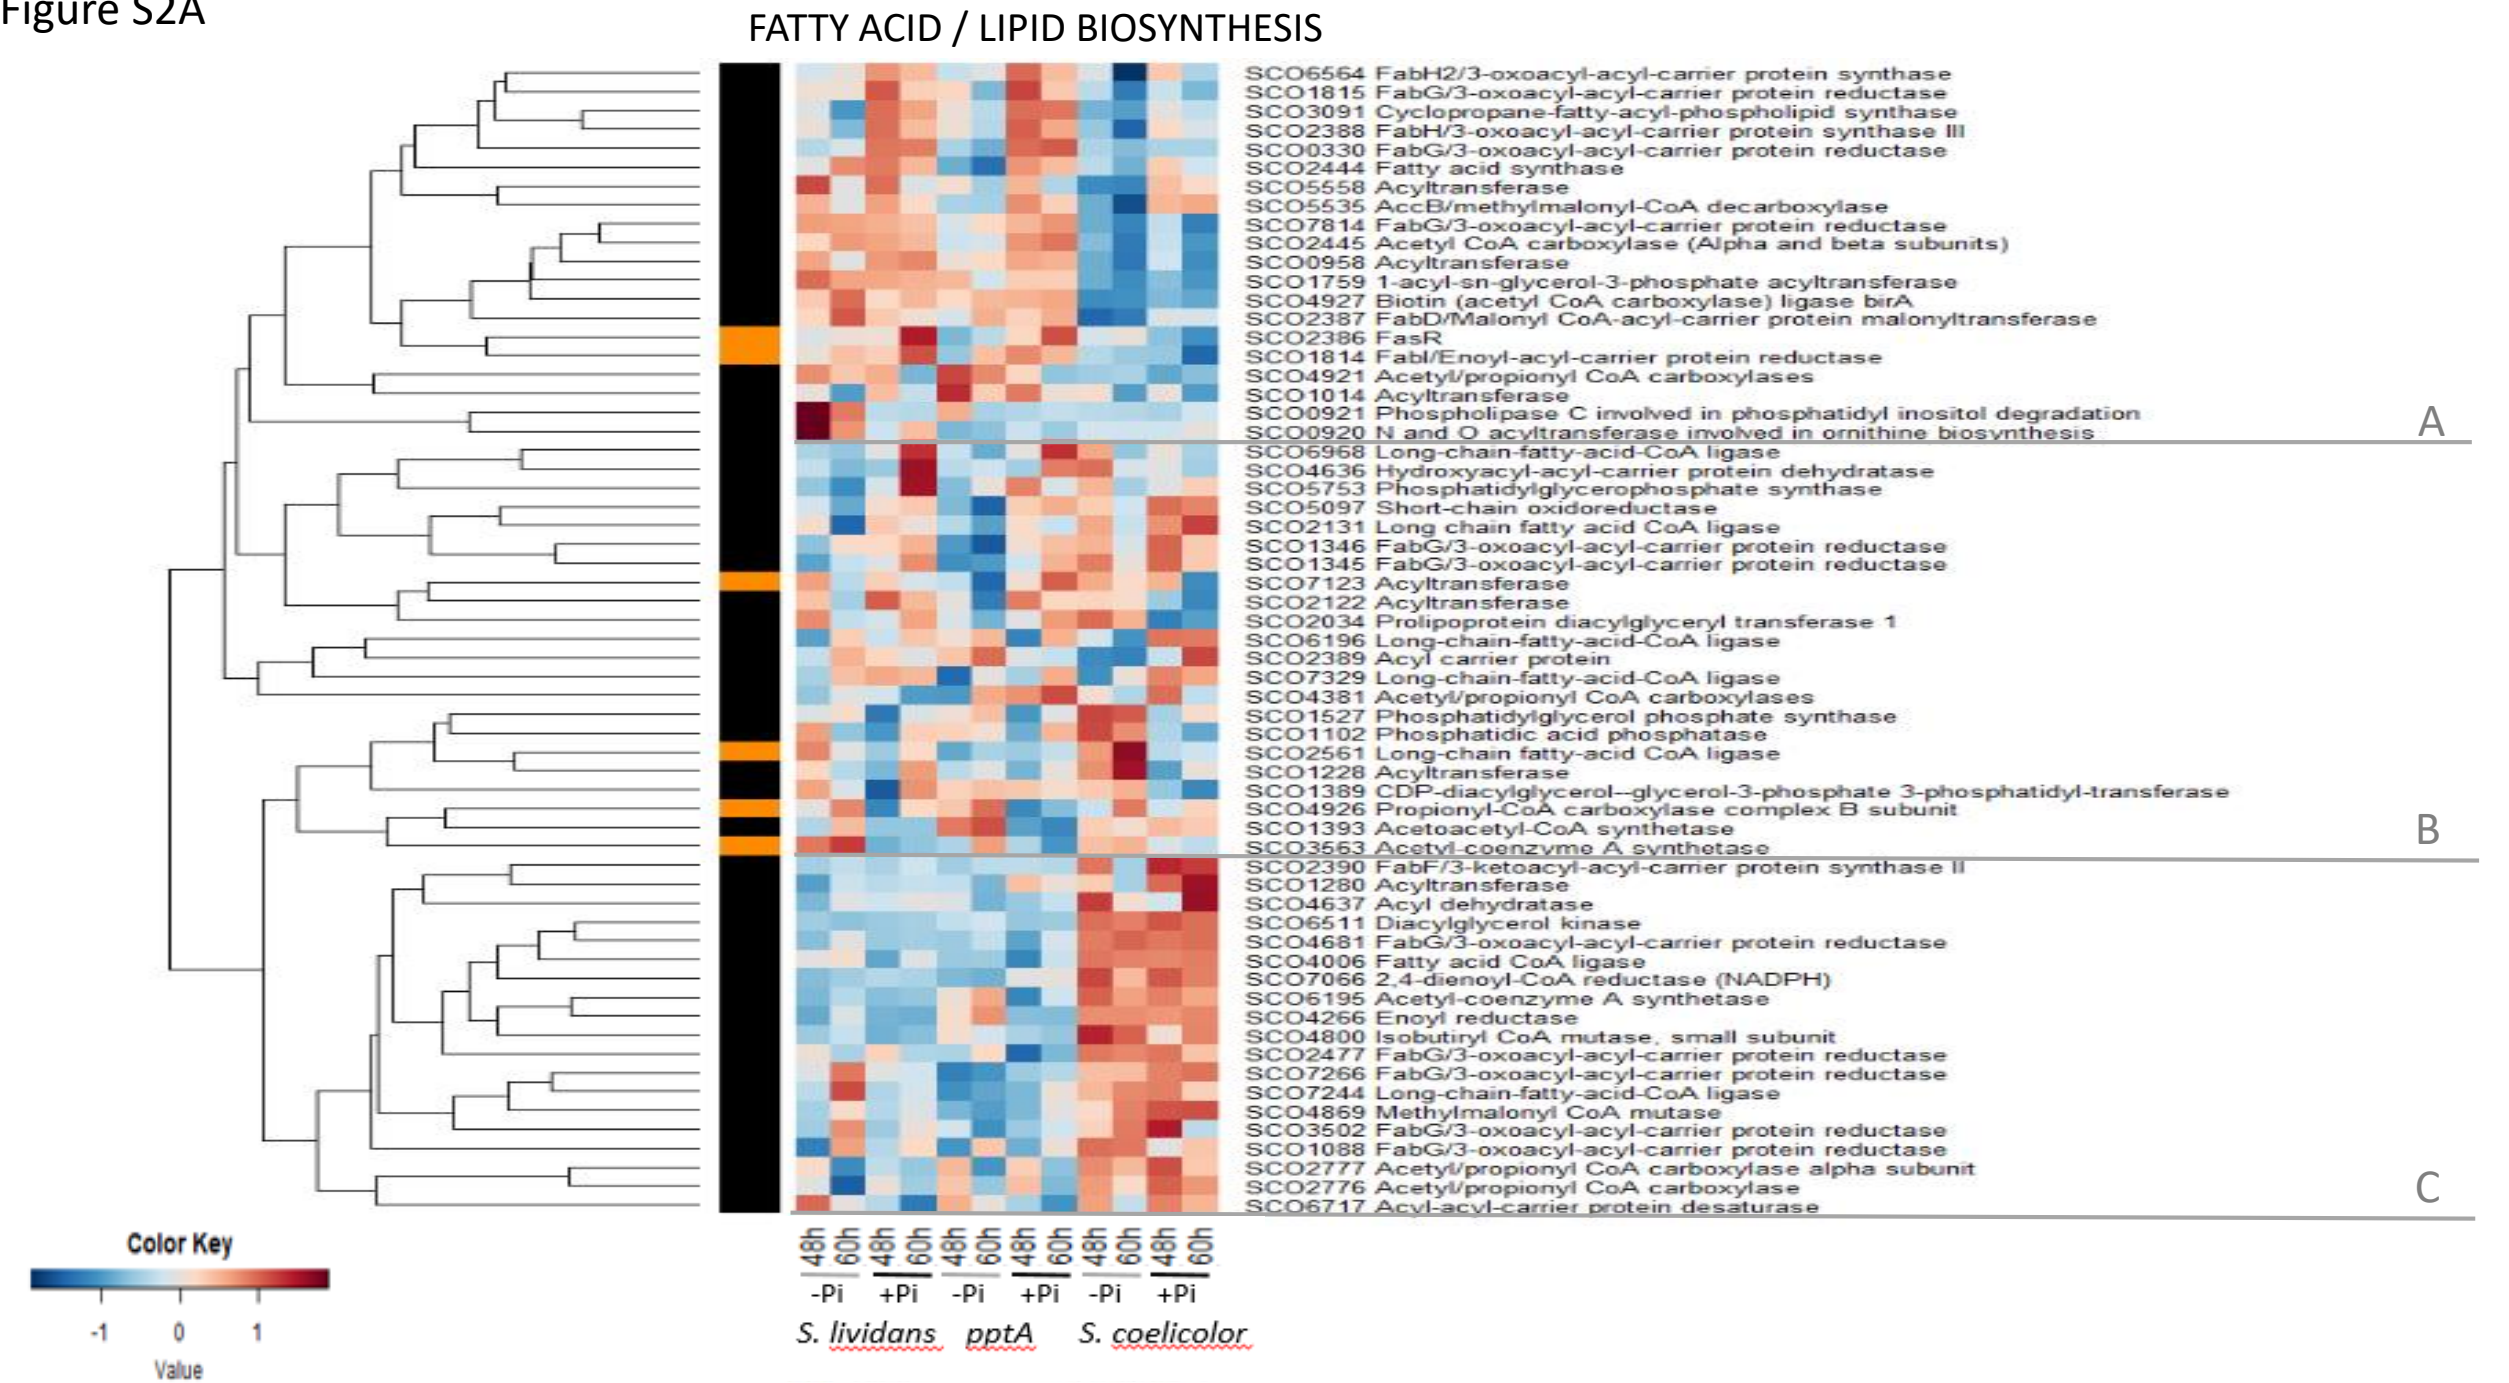 Figure S2A
FATTY ACID / LIPID BIOSYNTHESIS
SCO6564 FabH2/3-oxoacyl-acyl-carrier protein synthase
SCO1815 FabG/3-oxoacyl-acyl-carrier protein reductase
SCO3091 Cyclopropane-fatty-acyl-phospholipid synthase
SCO2388 FabH/3-oxoacyl-acyl-carrier protein synthase III
SCO0330 FabG/3-oxoacyl-acyl-carrier protein reductase
SCO2444 Fatty acid synthase
SCO5558 Acyltransferase
SCO5535 AccB/methylmalonyl-CoA decarboxylase
SCO7814 FabG/3-oxoacyl-acyl-carrier protein reductase
SCO2445 Acetyl CoA carboxylase (Alpha and beta subunits)
SCO0958 Acyltransferase
SCO1759 1-acyl-sn-glycerol-3-phosphate acyltransferase
SCO4927 Biotin (acetyl CoA carboxylase) ligase birA
SCO2387 FabD/Malonyl CoA-acyl-carrier protein malonyltransferase
SCO2386 FasR
SCO1814 FabI/Enoyl-acyl-carrier protein reductase
SCO4921 Acetyl/propionyl CoA carboxylases
SCO1014 Acyltransferase
SCO0921 Phospholipase C involved in phosphatidyl inositol degradation
A
SCO0920 N and O acyltransferase involved in ornithine biosynthesis
SCO6968 Long-chain-fatty-acid-CoA ligase
SCO4636 Hydroxyacyl-acyl-carrier protein dehydratase
SCO5753 Phosphatidylglycerophosphate synthase
SCO5097 Short-chain oxidoreductase
SCO2131 Long chain fatty acid CoA ligase
SCO1346 FabG/3-oxoacyl-acyl-carrier protein reductase
SCO1345 FabG/3-oxoacyl-acyl-carrier protein reductase
SCO7123 Acyltransferase
SCO2122 Acyltransferase
SCO2034 Prolipoprotein diacylglyceryl transferase 1
SCO6196 Long-chain-fatty-acid-CoA ligase
SCO2389 Acyl carrier protein
SCO7329 Long-chain-fatty-acid-CoA ligase
SCO4381 Acetyl/propionyl CoA carboxylases
SCO1527 Phosphatidylglycerol phosphate synthase
SCO1102 Phosphatidic acid phosphatase
SCO2561 Long-chain fatty-acid CoA ligase
SCO1228 Acyltransferase
SCO1389 CDP-diacylglycerol--glycerol-3-phosphate 3-phosphatidyl-transferase
SCO4926 Propionyl-CoA carboxylase complex B subunit
SCO1393 Acetoacetyl-CoA synthetase
B
SCO3563 Acetyl-coenzyme A synthetase
SCO2390 FabF/3-ketoacyl-acyl-carrier protein synthase II
SCO1280 Acyltransferase
SCO4637 Acyl dehydratase
SCO6511 Diacylglycerol kinase
SCO4681 FabG/3-oxoacyl-acyl-carrier protein reductase
SCO4006 Fatty acid CoA ligase
SCO7066 2,4-dienoyl-CoA reductase (NADPH)
SCO6195 Acetyl-coenzyme A synthetase
SCO4266 Enoyl reductase
SCO4800 Isobutiryl CoA mutase, small subunit
SCO2477 FabG/3-oxoacyl-acyl-carrier protein reductase
SCO7266 FabG/3-oxoacyl-acyl-carrier protein reductase
SCO7244 Long-chain-fatty-acid-CoA ligase
SCO4869 Methylmalonyl CoA mutase
SCO3502 FabG/3-oxoacyl-acyl-carrier protein reductase
SCO1088 FabG/3-oxoacyl-acyl-carrier protein reductase
SCO2777 Acetyl/propionyl CoA carboxylase alpha subunit
SCO2776 Acetyl/propionyl CoA carboxylase
C
SCO6717 Acyl-acyl-carrier protein desaturase
48h 60h 48h 60h 48h 60h 48h 60h 48h 60h 48h 60h
-Pi +Pi -Pi +Pi -Pi +Pi
S. lividans pptA S. coelicolor
Color Key
-1 0 1
Value